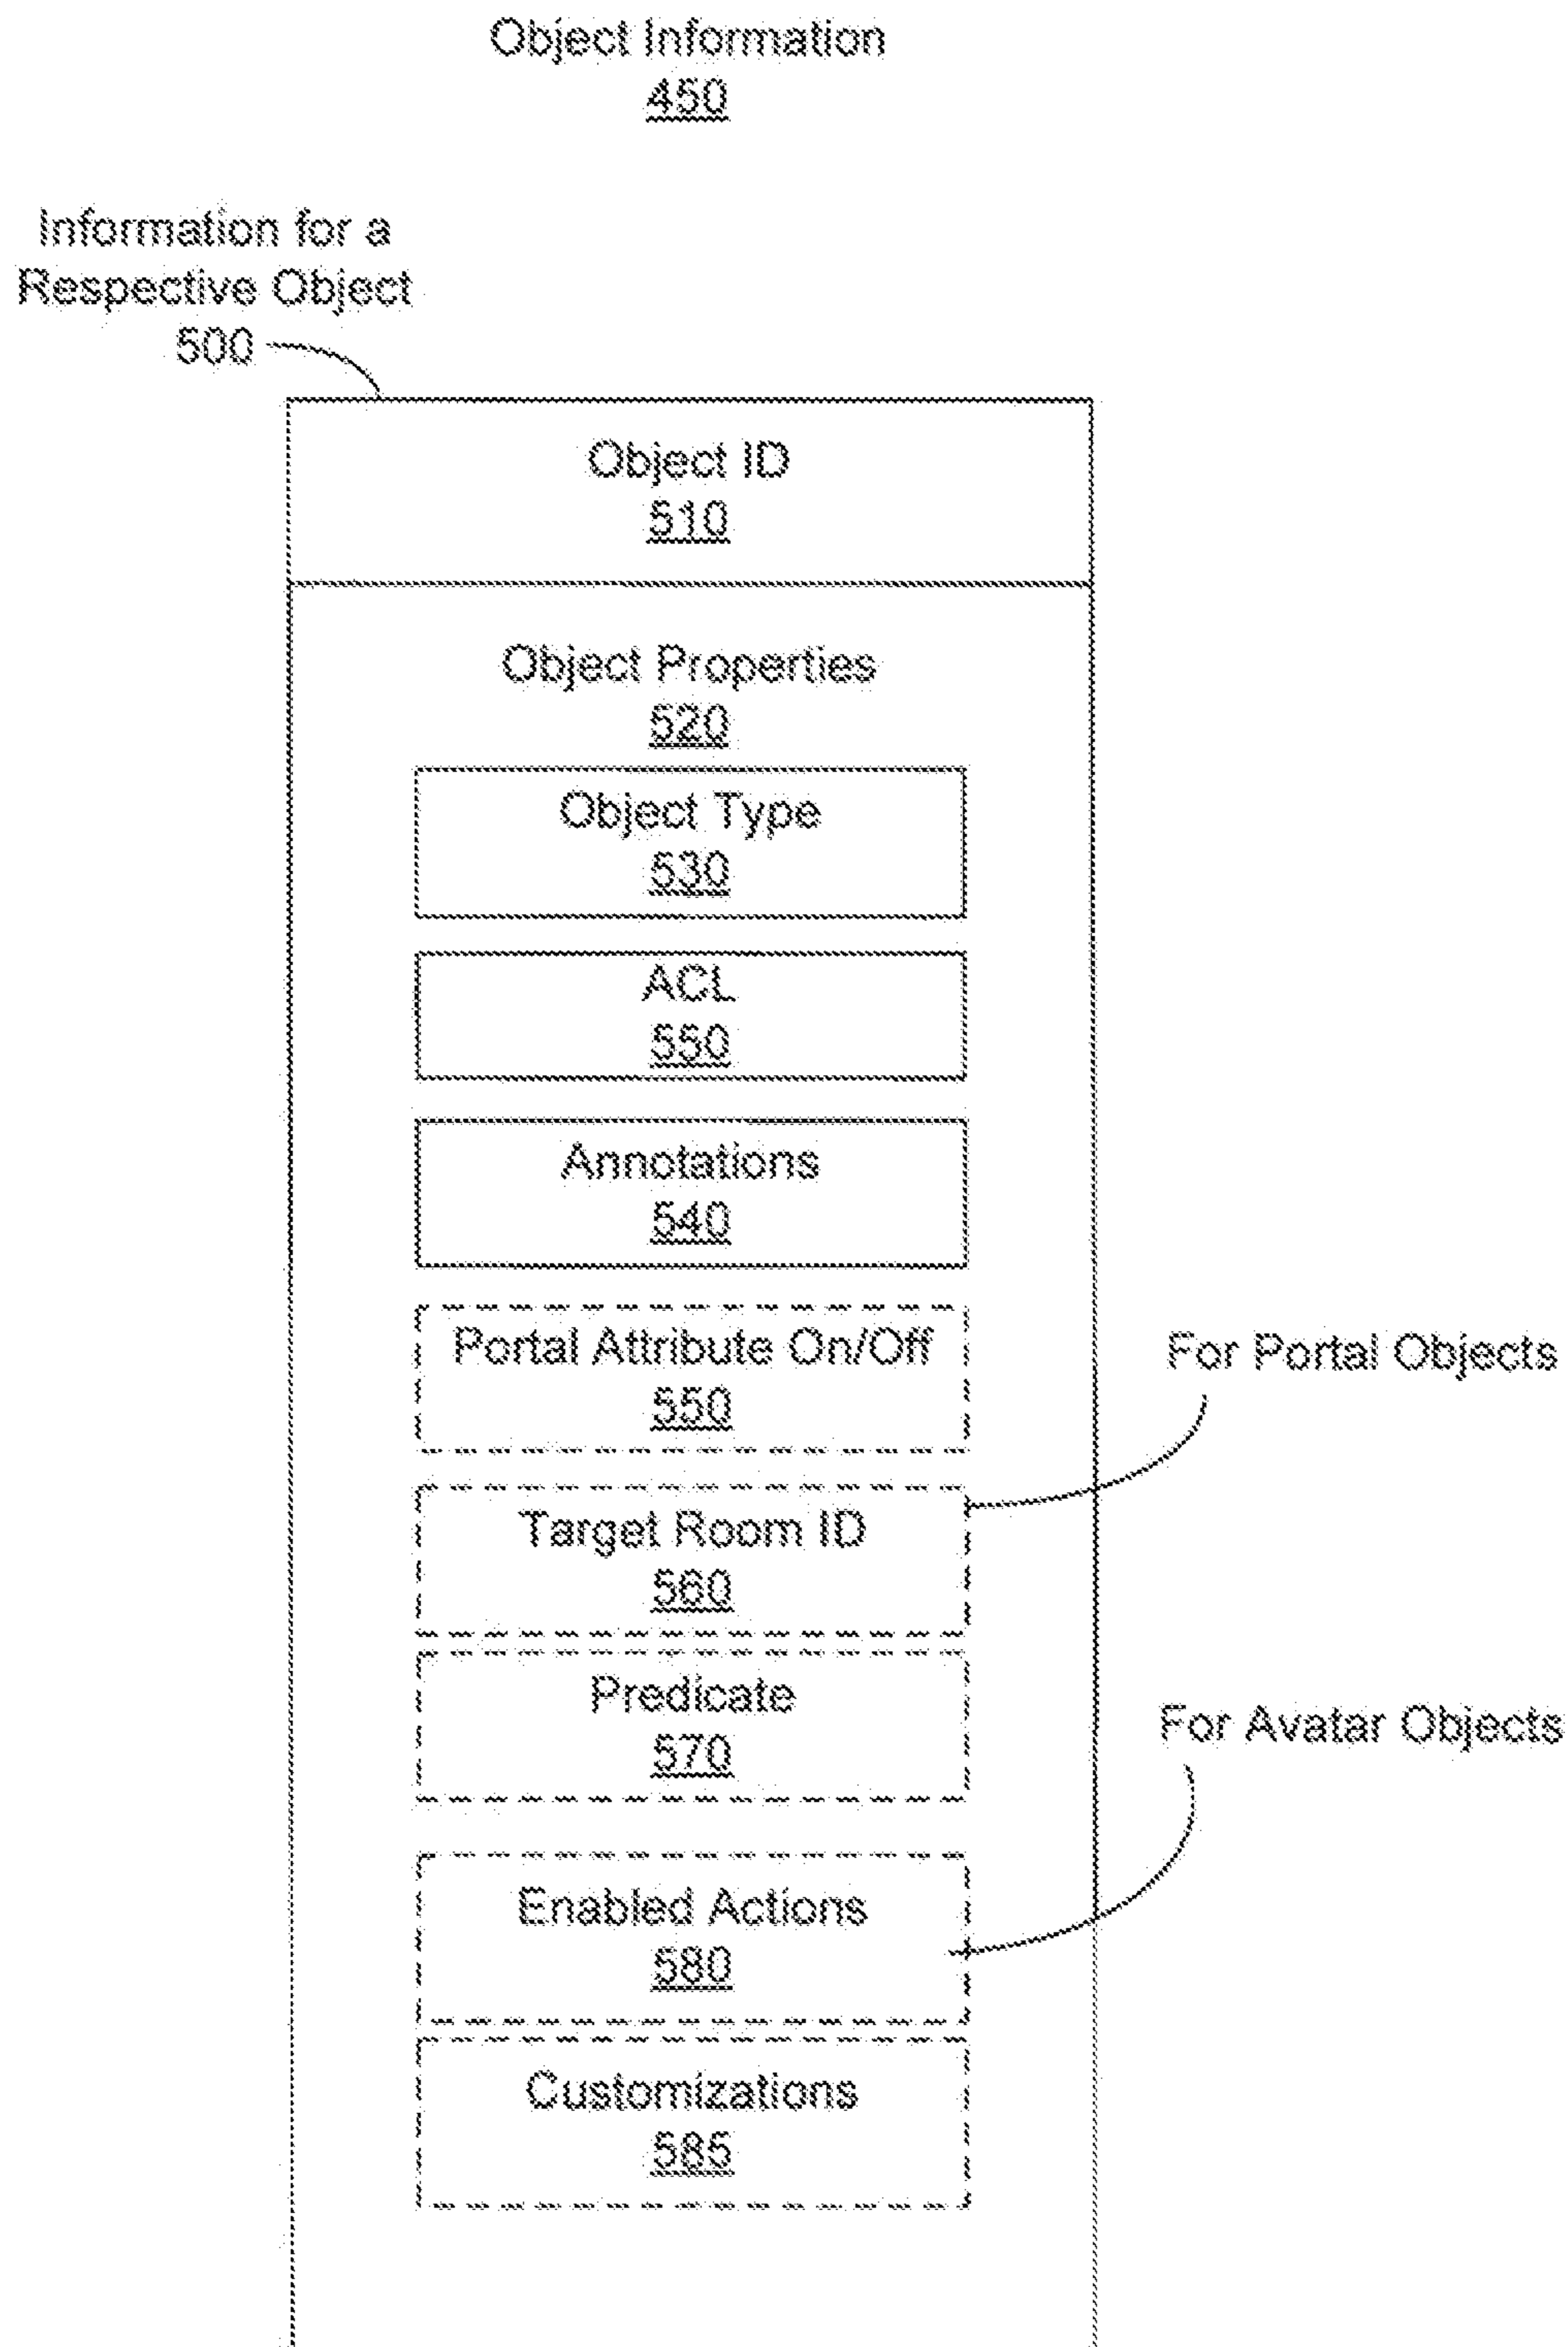 Object Information
450
Information for a
Respective Object
500
Object ID
510
Object Properties
520
Object Type
530
ACL
550
Annotations
540
Portal Attribute On/Off
550
For Portal Objects
Target Room ID
560
Predicate
570
For Avatar Objects
Enabled Actions
580
Customizations
585